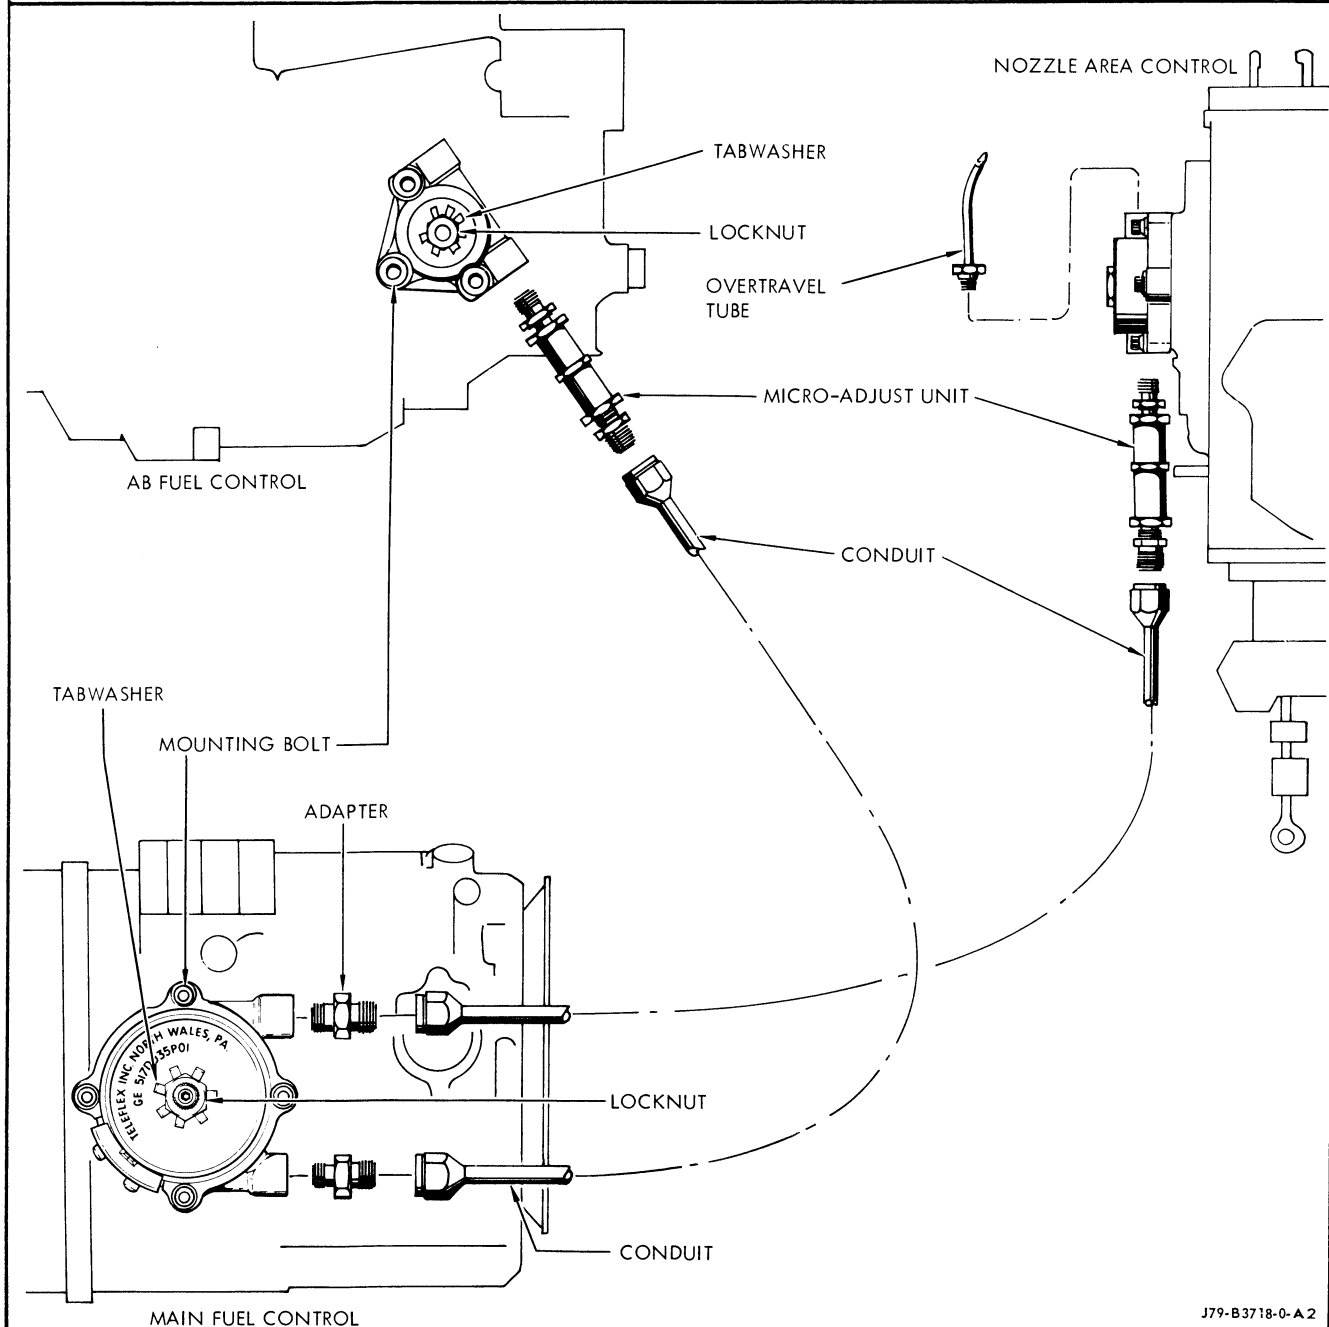 NOZZLE AREA CONTROL
TABWASHER
LOCKNUT
OVERTRAVEL
TUBE
MICRO-ADJUST UNIT
AB FUEL CONTROL
CONDUIT
TABWASHER
MOUNTING BOLT
ADAPTER
TELEFLEX INC. NORTH WALES, PA.
GE
LOCKNUT
CONDUIT
MAIN FUEL CONTROL
J79-B3718-0-A2